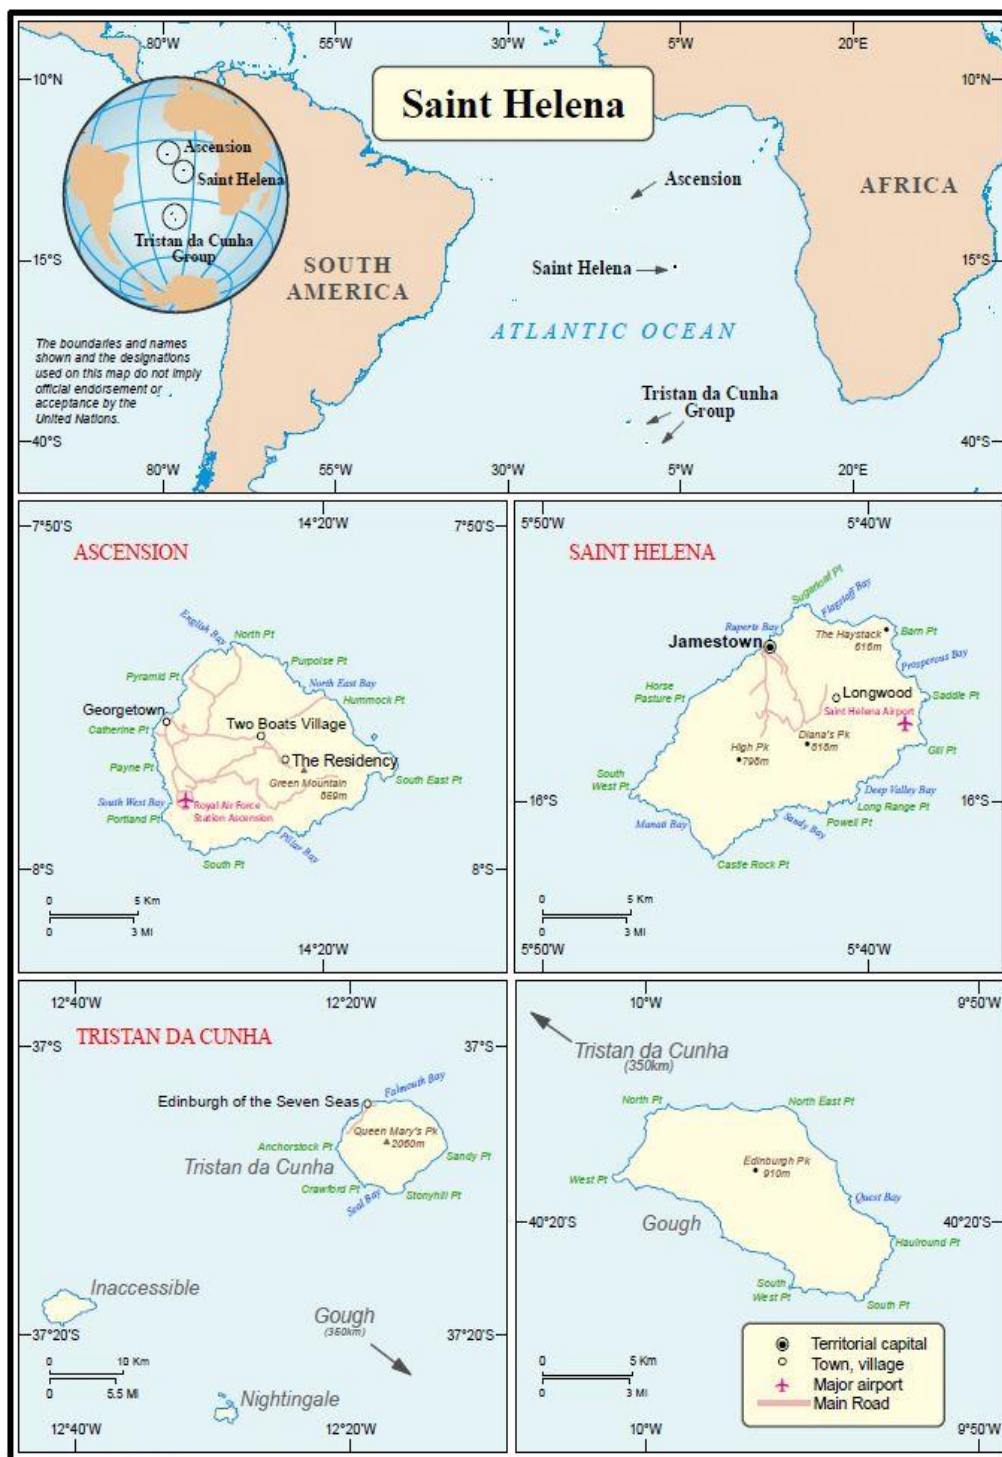 80°W
55°W
30°W
5°W
20°E
10°N
10°N
Saint Helena
Ascension
Saint Helena
Tristan da Cunha
Group
Ascension
AFRICA
Saint Helena
15°S
15°S
SOUTH
AMERICA
ATLANTIC OCEAN
The boundaries and names
shown and the designations
used on this map do not imply
official endorsement or
acceptance by the
United Nations.
Tristan da Cunha
Group
40°S
40°S
80°W
55°W
30°W
5°W
20°E
14°20'W
7°50'S
7°50'S
ASCENSION
English Bay
North Pt
Purpoise Pt
Pyramid Pt
North East Bay
Hummock Pt
Georgetown
Two Boats Village
Catherine Pt
The Residency
Payne Pt
Green Mountain
859m
South East Pt
South West Bay
Royal Air Force
Station Ascension
Portland Pt
Pillar Bay
South Pt
8°S
8°S
0 5 Km
0 3 Mi
14°20'W
5°50'W
5°40'W
SAINT HELENA
Sugarloaf Pt
Flagstaff Bay
Ruperts Bay
The Haystack
616m
Barn Pt
Jamestown
Prosperous Bay
Horse
Pasture Pt
Longwood
Saddle Pt
Saint Helena Airport
High Pk
798m
Diana's Pk
818m
Gill Pt
South
West Pt
Deep Valley Bay
16°S
16°S
Long Range Pt
Manati Bay
Sandy Bay
Powell Pt
Castle Rock Pt
0 5 Km
0 3 Mi
5°50'W
5°40'W
12°40'W
12°20'W
TRISTAN DA CUNHA
37°S
37°S
Falmouth Bay
Edinburgh of the Seven Seas
Queen Mary's Pk
2060m
Anchorstock Pt
Sandy Pt
Tristan da Cunha
Crawford Pt
Seal Bay
Stonyhill Pt
Inaccessible
Gough
(350km)
37°20'S
37°20'S
0 10 Km
0 5.5 Mi
Nightingale
12°40'W
12°20'W
10°W
9°50'W
Tristan da Cunha
(350km)
North Pt
North East Pt
Edinburgh Pk
910m
West Pt
Quest Bay
40°20'S
40°20'S
Gough
Haulround Pt
South
West Pt
South Pt
0 5 Km
0 3 Mi
Territorial capital
Town, village
Major airport
Main Road
10°W
9°50'W